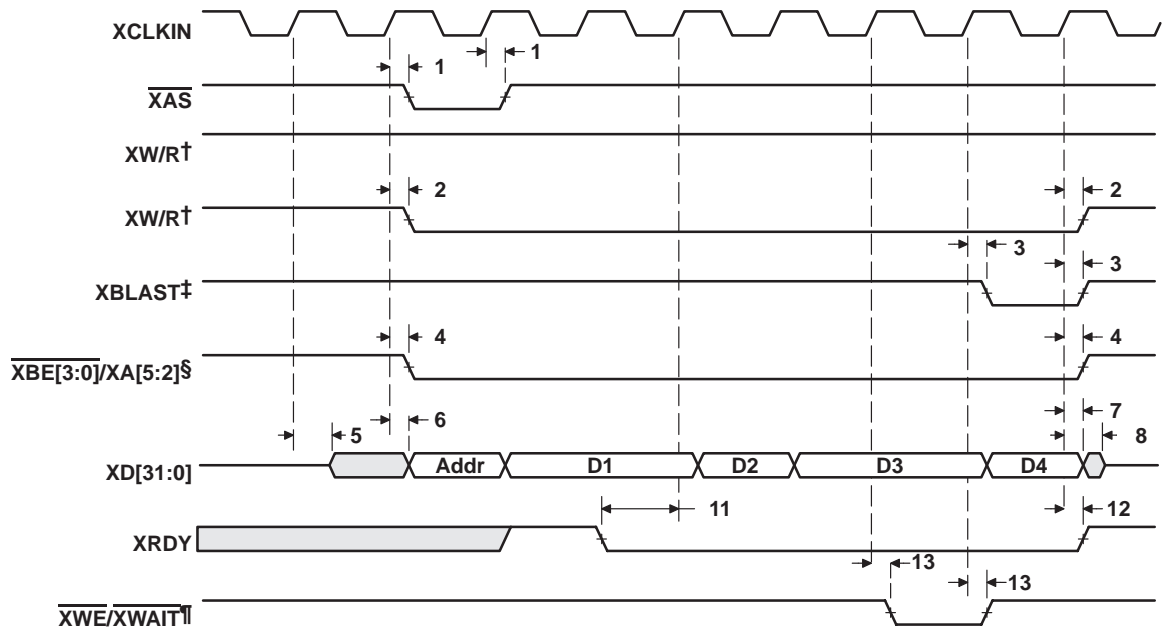 XCLKIN
1
1
XAS
XW/R†
2
2
XW/R†
3
3
XBLAST‡
4
4
XBE[3:0]/XA[5:2]§
6
7
5
8
XD[31:0]
Addr
D1
D2
D3
D4
11
12
XRDY
13
13
XWE/XWAIT¶